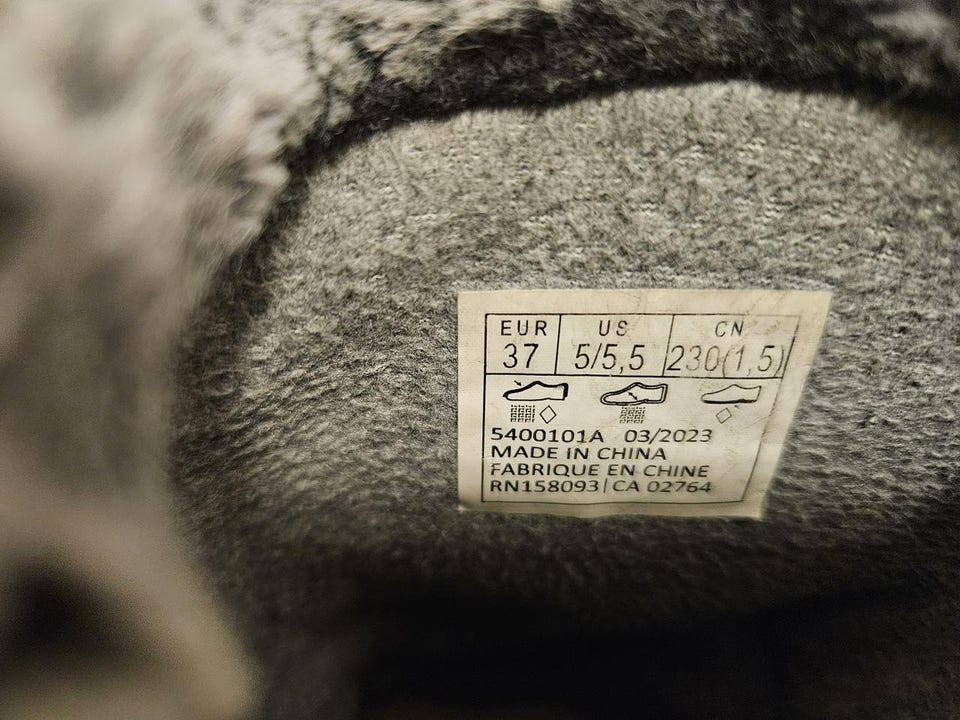 EUR US CN
37 5/5,5 230(1,5)
5400101A 03/2023
MADE IN CHINA
FABRIQUE EN CHINE
RN158093 | CA 02764